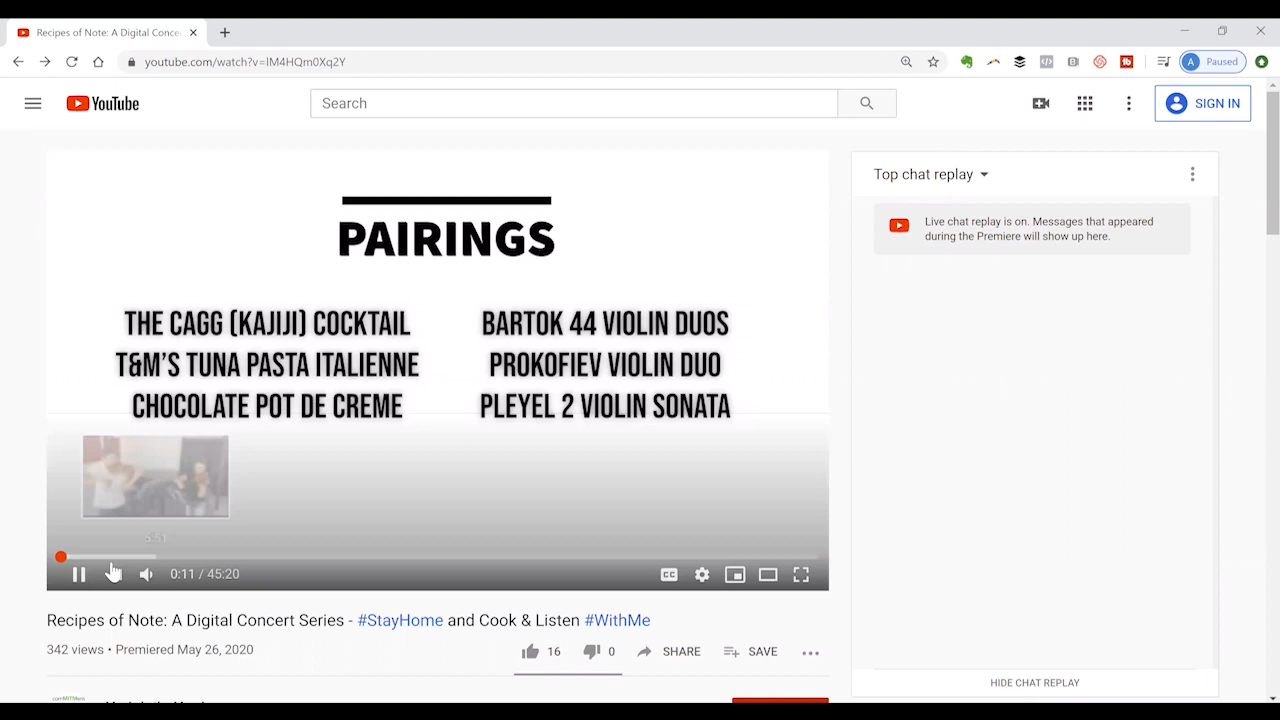 Recipes of Note: A Digital Conce
youtube.com/watch?v=IM4HQm0Xq2Y
A Paused
YouTube
Search
SIGN IN
PAIRINGS
THE CAGG (KAJIJI) COCKTAIL
T&M'S TUNA PASTA ITALIENNE
CHOCOLATE POT DE CREME
BARTOK 44 VIOLIN DUOS
PROKOFIEV VIOLIN DUO
PLEYEL 2 VIOLIN SONATA
5:51
0:11 / 45:20
CC
Top chat replay
Live chat replay is on. Messages that appeared
during the Premiere will show up here.
HIDE CHAT REPLAY
Recipes of Note: A Digital Concert Series - #StayHome and Cook & Listen #WithMe
342 views • Premiered May 26, 2020
16
0
SHARE
SAVE